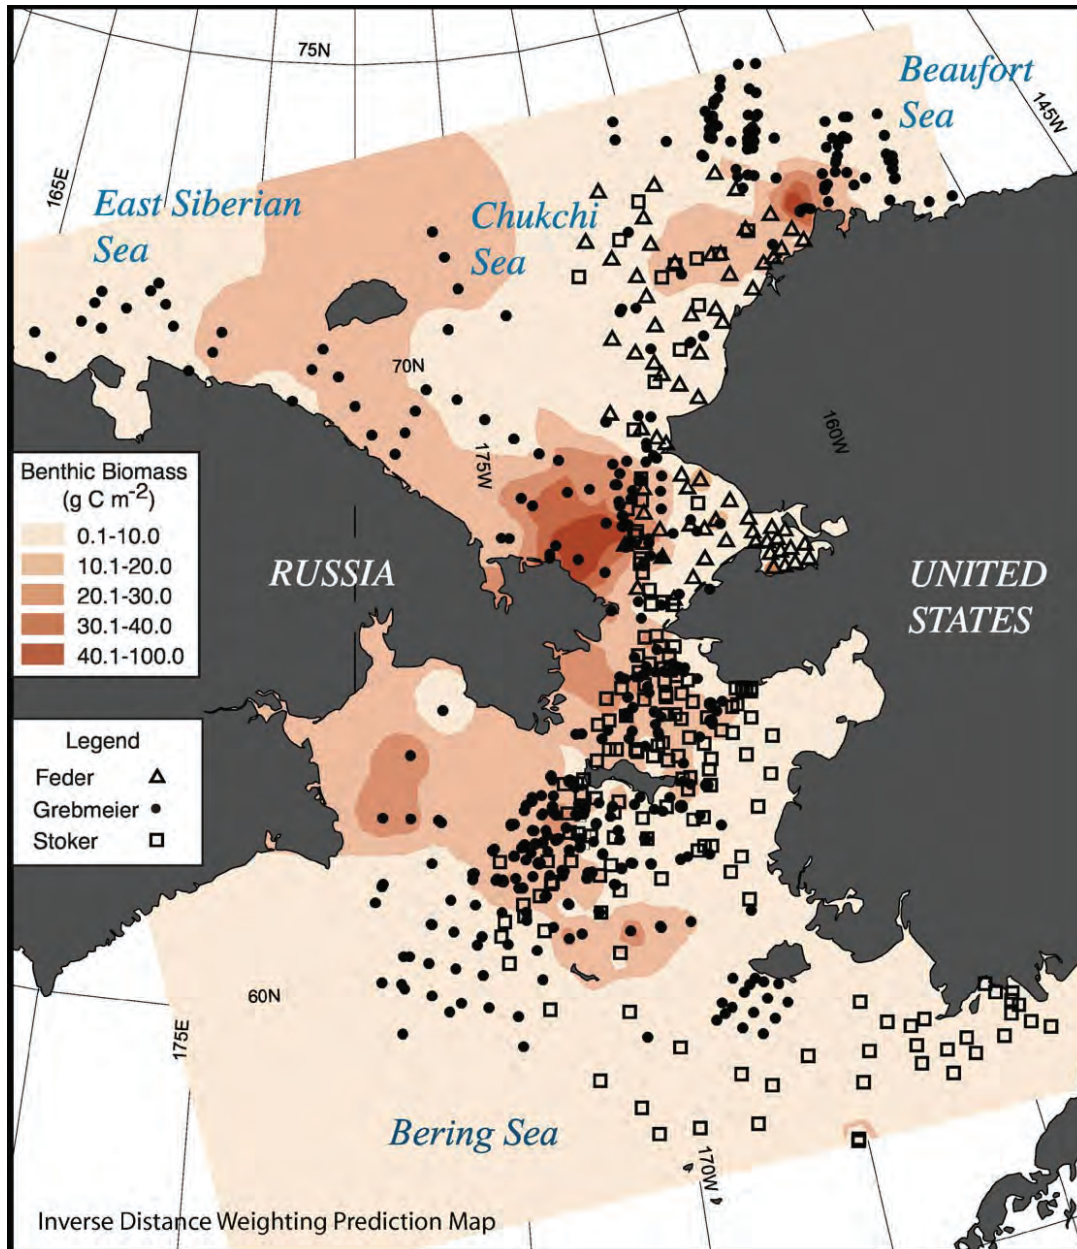 75N
Beaufort
Sea
145W
165E
East Siberian
Sea
Chukchi
Sea
70N
160W
175W
Benthic Biomass
(g C m-2)
0.1-10.0
10.1-20.0
20.1-30.0
30.1-40.0
40.1-100.0
RUSSIA
UNITED
STATES
Legend
Feder
Grebmeier
Stoker
60N
175E
Bering Sea
170W
Inverse Distance Weighting Prediction Map